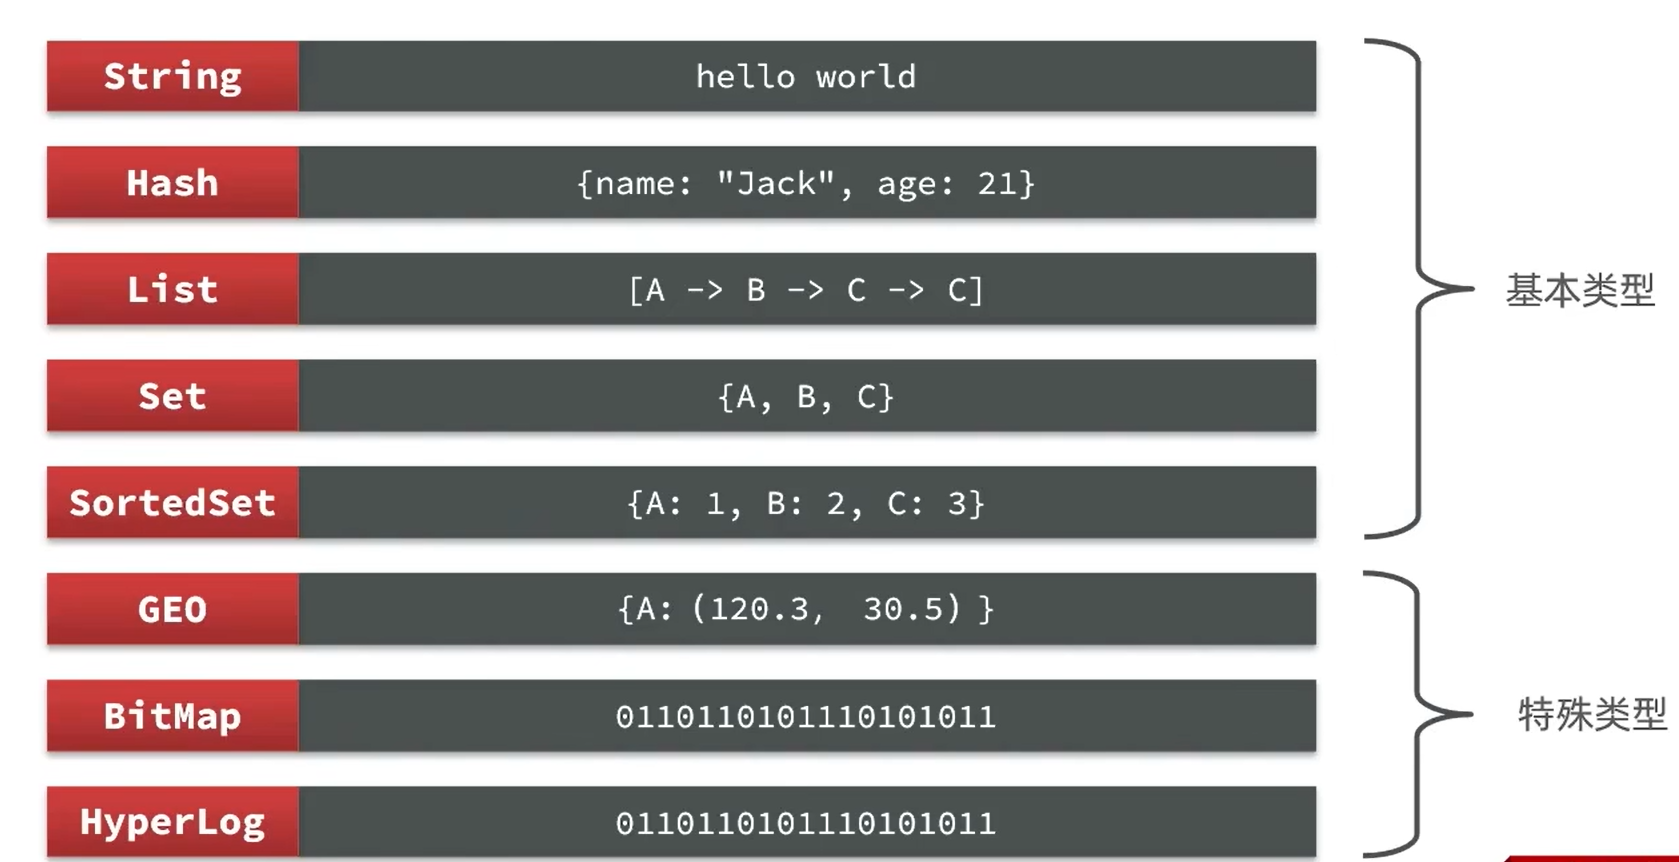 String hello world
Hash {name: "Jack", age: 21}
List [A -> B -> C -> C]
Set {A, B, C}
SortedSet {A: 1, B: 2, C: 3}
基本类型
GEO {A: (120.3, 30.5) }
BitMap 0110110101110101011
HyperLog 0110110101110101011
特殊类型